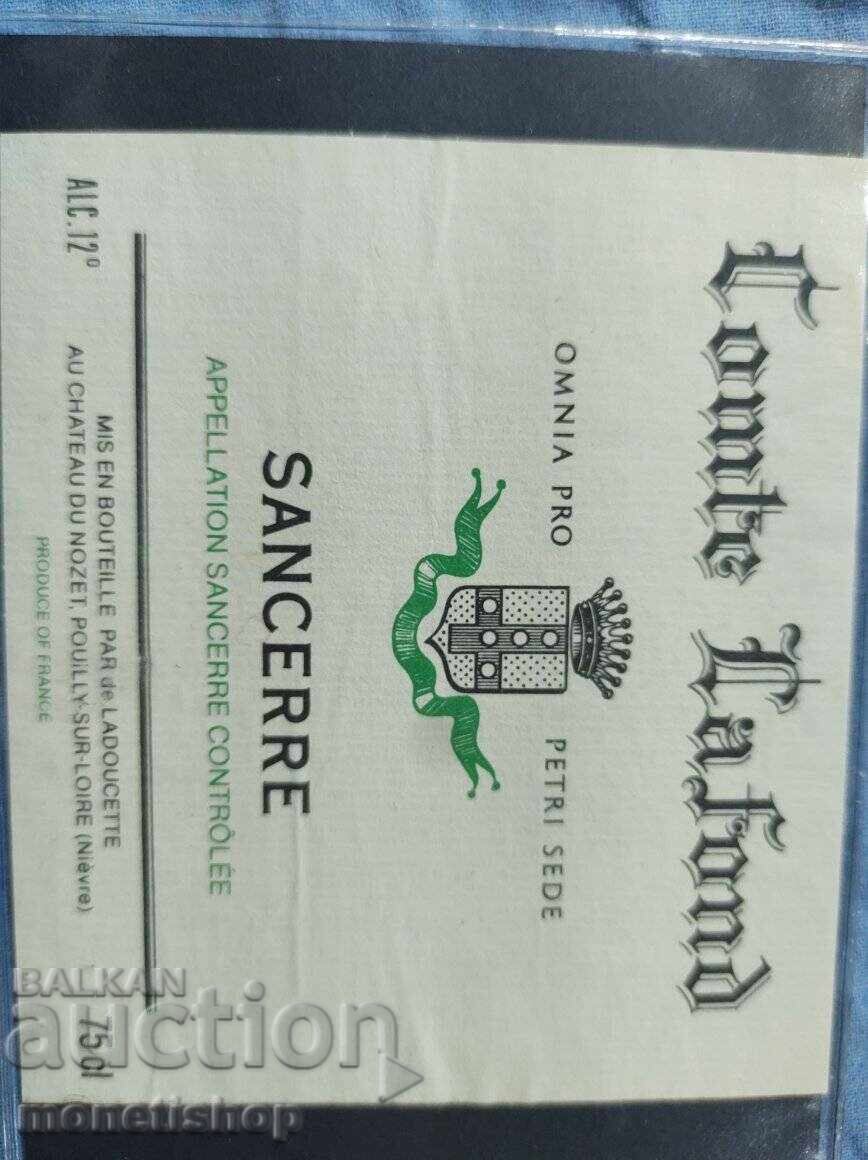 Comte Lafond
OMNIA PRO PETRI SEDE
SANCERRE
APPELLATION SANCERRE CONTRÔLÉE
MIS EN BOUTEILLE PAR de LADOUCETTE
ALC. 12° AU CHATEAU DU NOZET, POUILLY-SUR-LOIRE (Nièvre) 75 cl
PRODUCE OF FRANCE
BALKAN
auction
monetishop